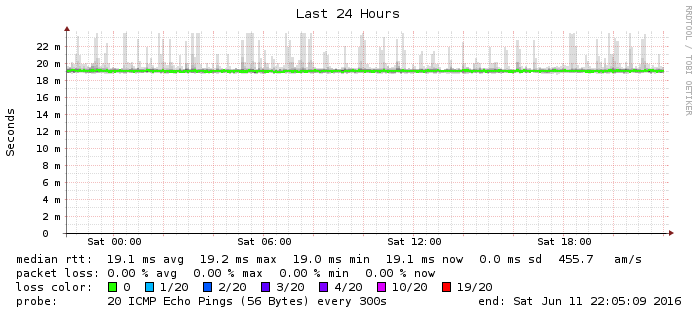 Last 24 Hours
RRDTOOL / TOBI OETIKER
Seconds
22 m
20 m
18 m
16 m
14 m
12 m
10 m
8 m
6 m
4 m
2 m
0
Sat 00:00 Sat 06:00 Sat 12:00 Sat 18:00
median rtt: 19.1 ms avg 19.2 ms max 19.0 ms min 19.1 ms now 0.0 ms sd 455.7 am/s
packet loss: 0.00 % avg 0.00 % max 0.00 % min 0.00 % now
loss color: 0 1/20 2/20 3/20 4/20 10/20 19/20
probe: 20 ICMP Echo Pings (56 Bytes) every 300s end: Sat Jun 11 22:05:09 2016